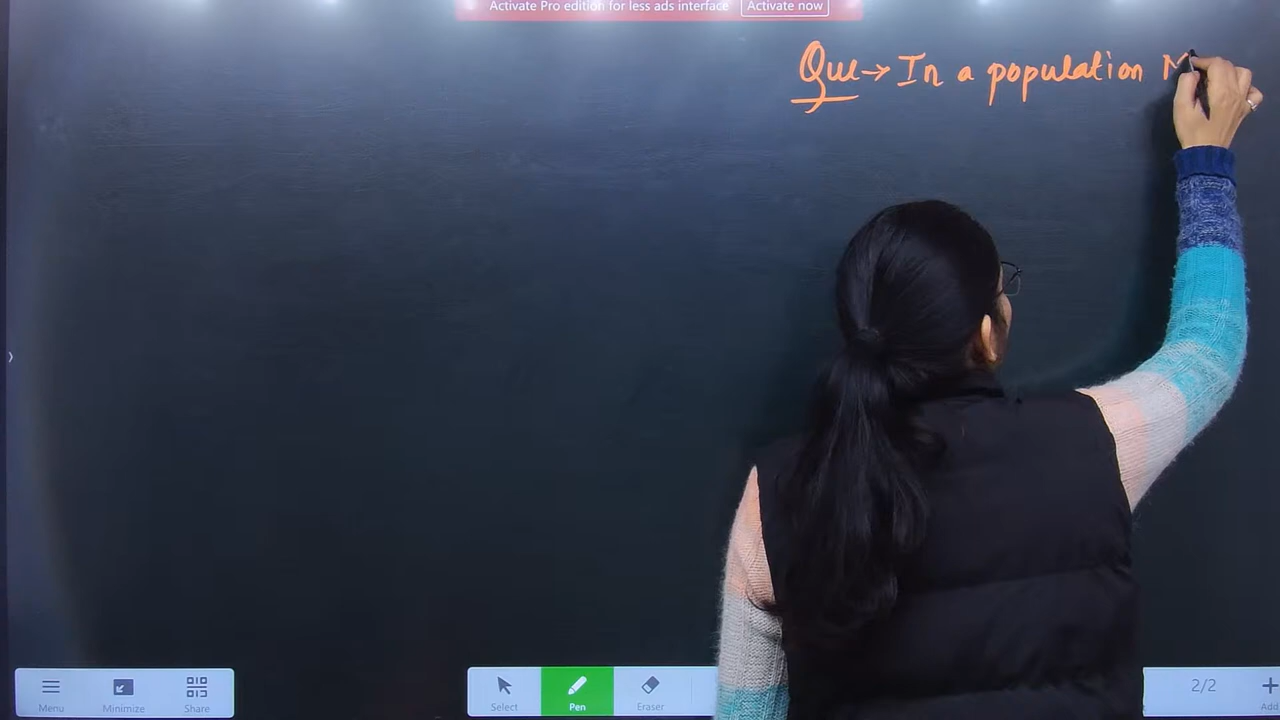 Activate Pro edition for less ads interface Activate now
Que→ In a population
Menu Minimize Share Select Pen Eraser 2/2 Add